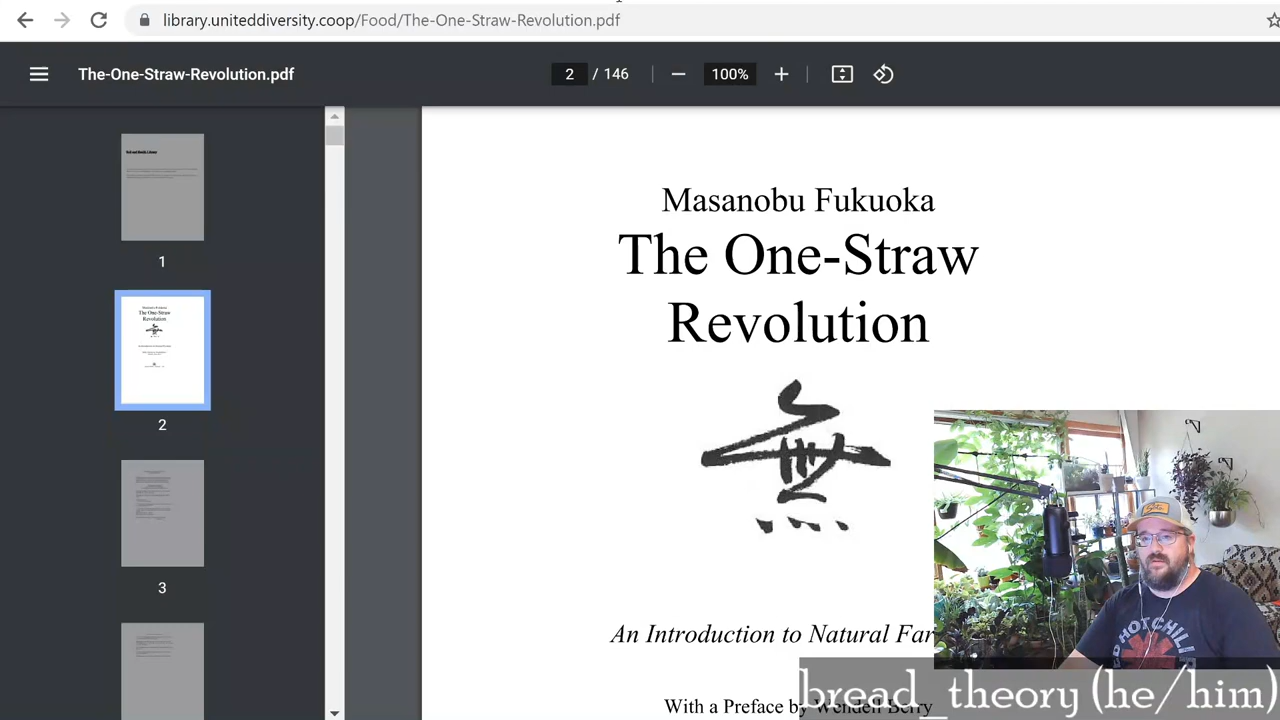 library.uniteddiversity.coop/Food/The-One-Straw-Revolution.pdf
The-One-Straw-Revolution.pdf
2 / 146
100%
1
2
3
Masanobu Fukuoka
The One-Straw
Revolution
無
An Introduction to Natural Far
With a Preface by Wendell Berry
bread_theory (he/him)